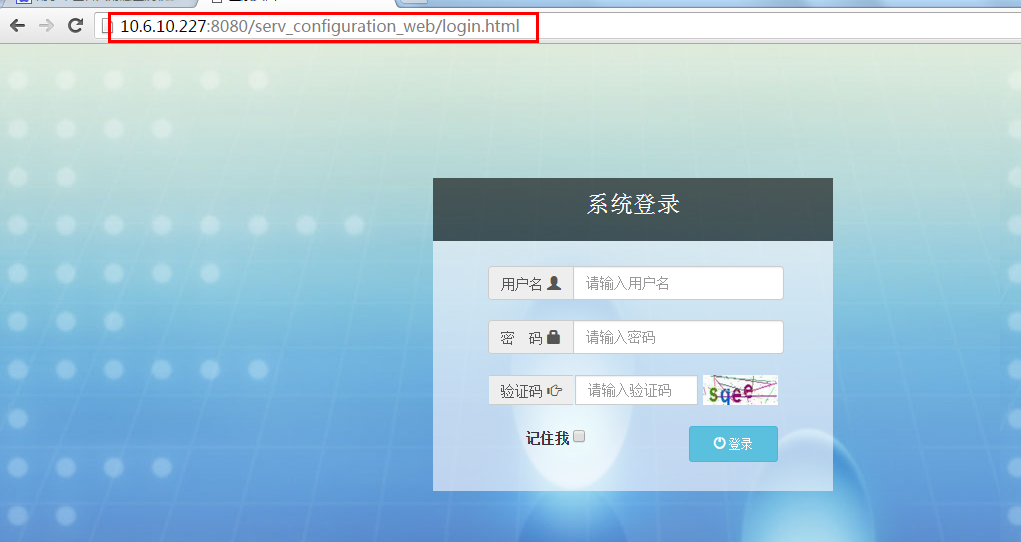 10.6.10.227:8080/serv_configuration_web/login.html
系统登录
用户名 请输入用户名
密 码 请输入密码
验证码 请输入验证码 sqee
记住我 登录